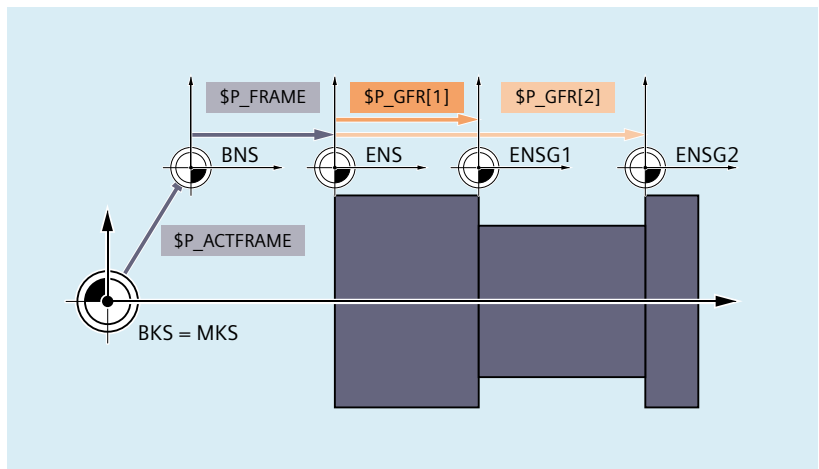 $P_FRAME
$P_GFR[1]
$P_GFR[2]
BNS
ENS
ENSG1
ENSG2
$P_ACTFRAME
BKS = MKS